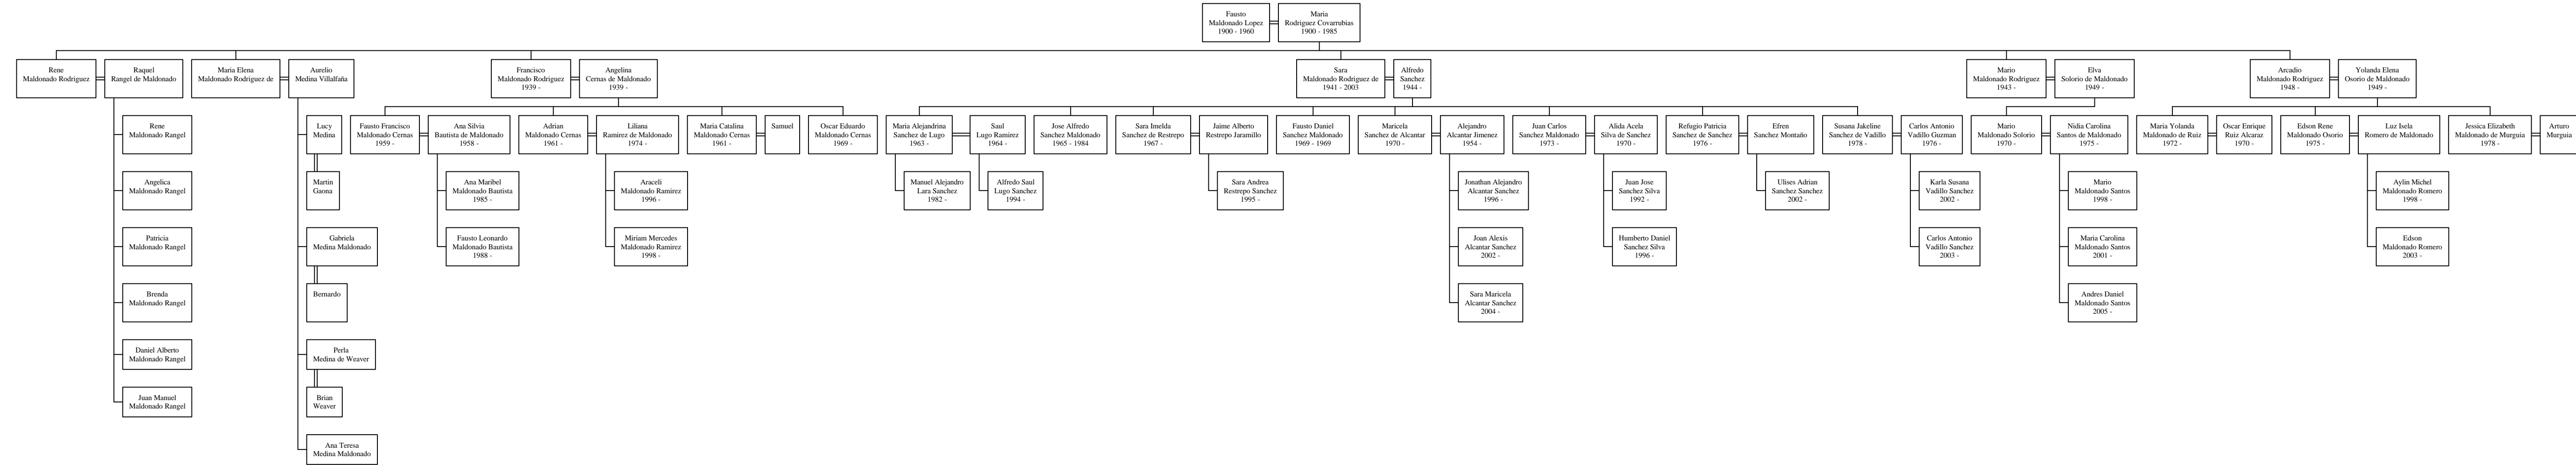 Fausto
Maldonado Lopez
1900 - 1960
Maria
Rodriguez Covarrubias
1900 - 1985
Rene
Maldonado Rodriguez
Raquel
Rangel de Maldonado
Maria Elena
Maldonado Rodriguez de
Aurelio
Medina Villalfaña
Francisco
Maldonado Rodriguez
1939 -
Angelina
Cernas de Maldonado
1939 -
Sara
Maldonado Rodriguez de
1941 - 2003
Alfredo
Sanchez
1944 -
Mario
Maldonado Rodriguez
1943 -
Elva
Solorio de Maldonado
1949 -
Arcadio
Maldonado Rodriguez
1948 -
Yolanda Elena
Osorio de Maldonado
1949 -
Rene
Maldonado Rangel
Lucy
Medina
Fausto Francisco
Maldonado Cernas
1959 -
Ana Silvia
Bautista de Maldonado
1958 -
Adrian
Maldonado Cernas
1961 -
Liliana
Ramirez de Maldonado
1974 -
Maria Catalina
Maldonado Cernas
1961 -
Samuel
Oscar Eduardo
Maldonado Cernas
1969 -
Maria Alejandrina
Sanchez de Lugo
1963 -
Saul
Lugo Ramirez
1964 -
Jose Alfredo
Sanchez Maldonado
1965 - 1984
Sara Imelda
Sanchez de Restrepo
1967 -
Jaime Alberto
Restrepo Jaramillo
1970 -
Fausto Daniel
Sanchez Maldonado
1969 - 1969
Maricela
Sanchez de Alcantar
1970 -
Alejandro
Alcantar Jimenez
1954 -
Juan Carlos
Sanchez Maldonado
1973 -
Alida Acela
Silva de Sanchez
1970 -
Refugio Patricia
Sanchez de Sanchez
1976 -
Efren
Sanchez Montaño
1976 -
Susana Jakeline
Sanchez de Vadillo
1978 -
Carlos Antonio
Vadillo Guzman
1976 -
Mario
Maldonado Solorio
1970 -
Nidia Carolina
Santos de Maldonado
1975 -
Maria Yolanda
Maldonado de Ruiz
1972 -
Oscar Enrique
Ruiz Alcaraz
1970 -
Edson Rene
Maldonado Osorio
1975 -
Luz Isela
Romero de Maldonado
1975 -
Jessica Elizabeth
Maldonado de Murguia
1978 -
Arturo
Murguia
Angelica
Maldonado Rangel
Martin
Gaona
Ana Maribel
Maldonado Bautista
1985 -
Araceli
Maldonado Ramirez
1996 -
Manuel Alejandro
Lara Sanchez
1982 -
Alfredo Saul
Lugo Sanchez
1994 -
Sara Andrea
Restrepo Sanchez
1995 -
Jonathan Alejandro
Alcantar Sanchez
1996 -
Juan Jose
Sanchez Silva
1992 -
Ulises Adrian
Sanchez Sanchez
2002 -
Karla Susana
Vadillo Sanchez
2002 -
Mario
Maldonado Santos
1998 -
Aylin Michel
Maldonado Romero
1998 -
Patricia
Maldonado Rangel
Gabriela
Medina Maldonado
Fausto Leonardo
Maldonado Bautista
1988 -
Miriam Mercedes
Maldonado Ramirez
1998 -
Joan Alexis
Alcantar Sanchez
2002 -
Humberto Daniel
Sanchez Silva
1996 -
Carlos Antonio
Vadillo Sanchez
2003 -
Maria Carolina
Maldonado Santos
2001 -
Edson
Maldonado Romero
2003 -
Brenda
Maldonado Rangel
Bernardo
Sara Maricela
Alcantar Sanchez
2004 -
Andres Daniel
Maldonado Santos
2005 -
Daniel Alberto
Maldonado Rangel
Perla
Medina de Weaver
Juan Manuel
Maldonado Rangel
Brian
Weaver
Ana Teresa
Medina Maldonado